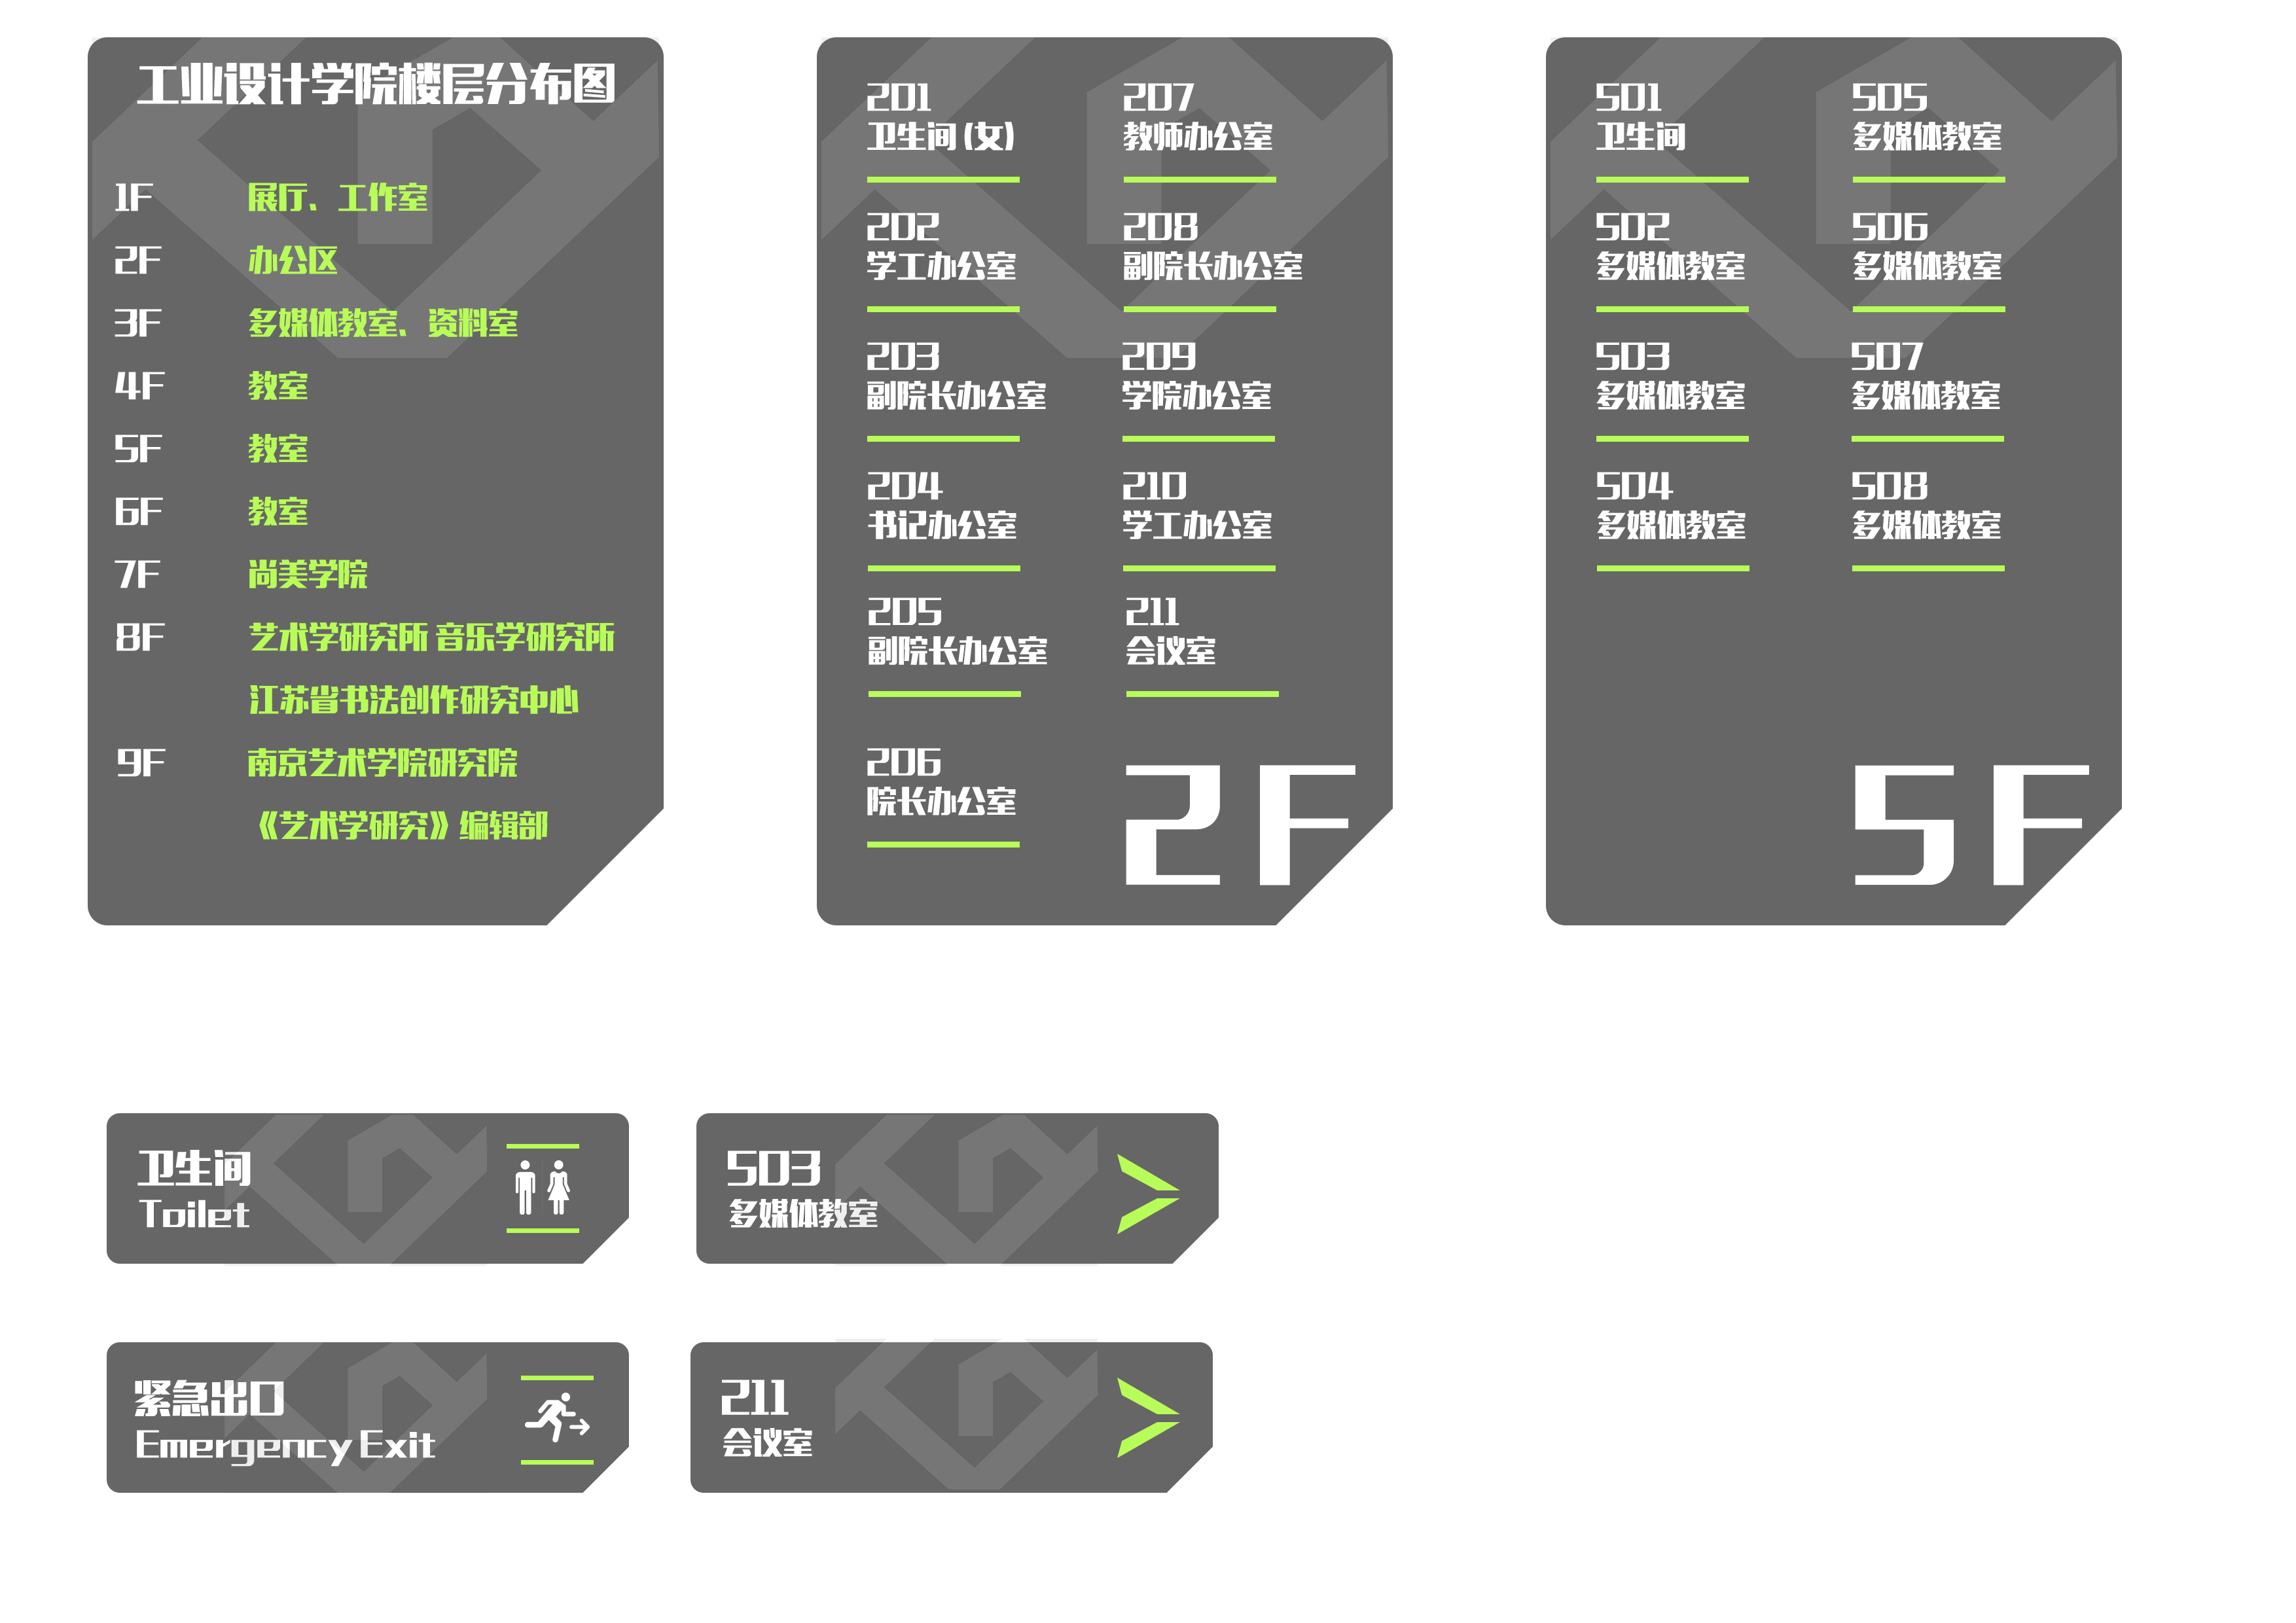 工业设计学院楼层分布图
1F 展厅、工作室
2F 办公区
3F 多媒体教室、资料室
4F 教室
5F 教室
6F 教室
7F 尚美学院
8F 艺术学研究所 音乐学研究所
江苏省书法创作研究中心
9F 南京艺术学院研究院
《艺术学研究》编辑部
201
卫生间(女)
202
学工办公室
203
副院长办公室
204
书记办公室
205
副院长办公室
206
院长办公室
207
教师办公室
208
副院长办公室
209
学院办公室
210
学工办公室
211
会议室
2F
501
卫生间
502
多媒体教室
503
多媒体教室
504
多媒体教室
505
多媒体教室
506
多媒体教室
507
多媒体教室
508
多媒体教室
5F
卫生间
Toilet
503
多媒体教室
紧急出口
Emergency Exit
211
会议室